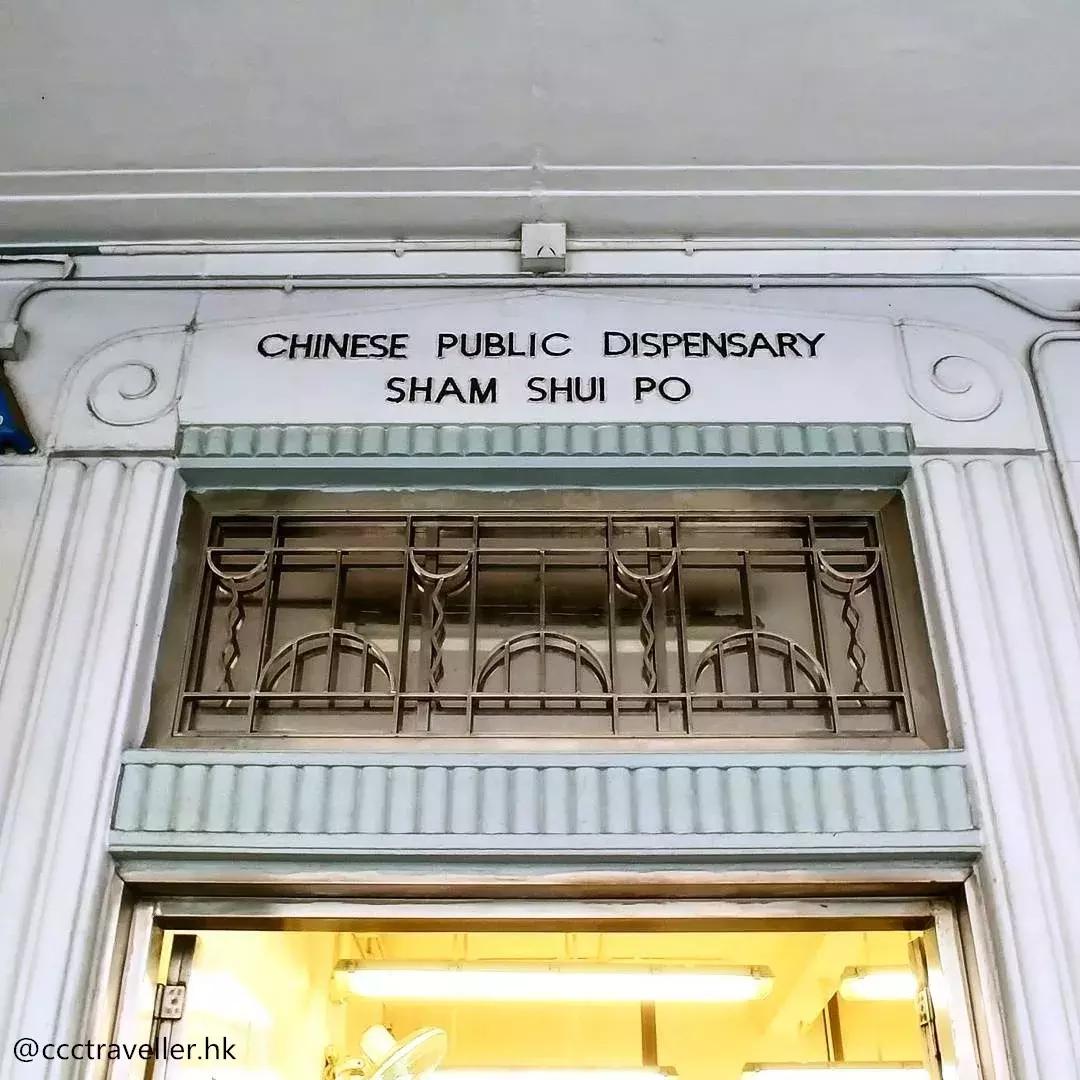 CHINESE PUBLIC DISPENSARY
SHAM SHUI PO
@ccctraveller.hk